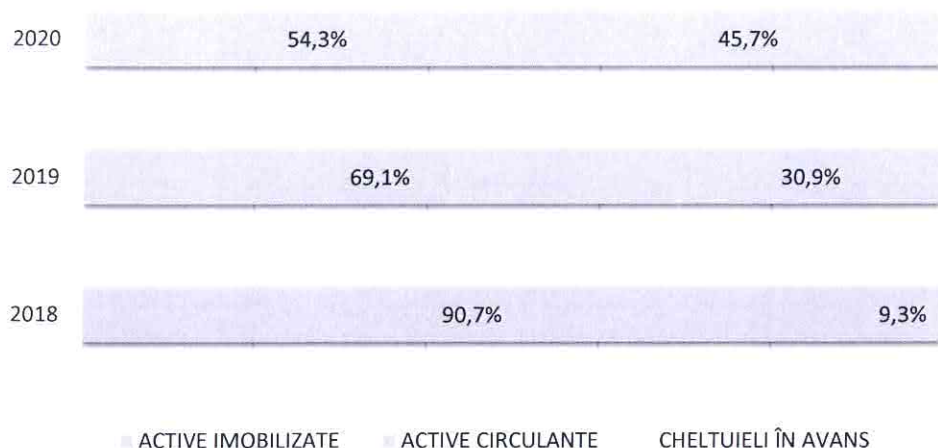 2020 54,3% 45,7%
2019 69,1% 30,9%
2018 90,7% 9,3%
ACTIVE IMOBILIZATE ACTIVE CIRCULANTE CHELTUIELI ÎN AVANS